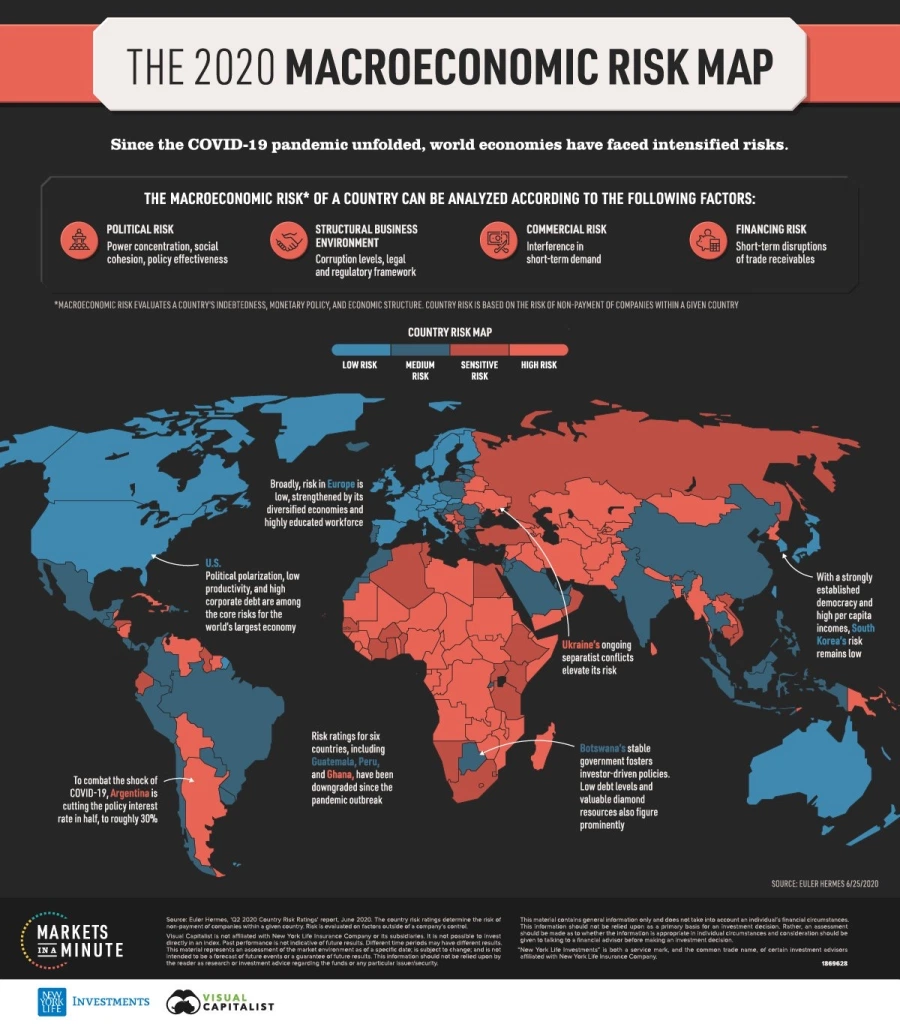 THE 2020 MACROECONOMIC RISK MAP
Since the COVID-19 pandemic unfolded, world economies have faced intensified risks.
THE MACROECONOMIC RISK* OF A COUNTRY CAN BE ANALYZED ACCORDING TO THE FOLLOWING FACTORS:
POLITICAL RISK
Power concentration, social
cohesion, policy effectiveness
STRUCTURAL BUSINESS
ENVIRONMENT
Corruption levels, legal
and regulatory framework
COMMERCIAL RISK
Interference in
short-term demand
FINANCING RISK
Short-term disruptions
of trade receivables
*MACROECONOMIC RISK EVALUATES A COUNTRY'S INDEBTEDNESS, MONETARY POLICY, AND ECONOMIC STRUCTURE. COUNTRY RISK IS BASED ON THE RISK OF NON-PAYMENT OF COMPANIES WITHIN A GIVEN COUNTRY
COUNTRY RISK MAP
LOW RISK
MEDIUM
RISK
SENSITIVE
RISK
HIGH RISK
Broadly, risk in Europe is
low, strengthened by its
diversified economies and
highly educated workforce
U.S.
Political polarization, low
productivity, and high
corporate debt are among
the core risks for the
world's largest economy
With a strongly
established
democracy and
high per capita
incomes, South
Korea's risk
remains low
Ukraine's ongoing
separatist conflicts
elevate its risk
Risk ratings for six
countries, including
Guatemala, Peru,
and Ghana, have been
downgraded since the
pandemic outbreak
Botswana's stable
government fosters
investor-driven policies.
Low debt levels and
valuable diamond
resources also figure
prominently
To combat the shock of
COVID-19, Argentina is
cutting the policy interest
rate in half, to roughly 30%
SOURCE: EULER HERMES 6/25/2020
MARKETS
IN A
MINUTE
Source: Euler Hermes, 'Q2 2020 Country Risk Ratings' report, June 2020. The country risk ratings determine the risk of
non-payment of companies within a given country. Risk is evaluated on factors outside of a company's control.
Visual Capitalist is not affiliated with New York Life Insurance Company or its subsidiaries. It is not possible to invest
directly in an index. Past performance is not indicative of future results. Different time periods may have different results.
This material represents an assessment of the market environment as of a specific date; is subject to change; and is not
intended to be a forecast of future events or a guarantee of future results. This information should not be relied upon by
the reader as research or investment advice regarding the funds or any particular issuer/security.
This material contains general information only and does not take into account an individual's financial circumstances.
This information should not be relied upon as a primary basis for an investment decision. Rather, an assessment
should be made as to whether the information is appropriate in individual circumstances and consideration should be
given to talking to a financial adviser before making an investment decision.
"New York Life Investments" is both a service mark, and the common trade name, of certain investment advisors
affiliated with New York Life Insurance Company.
1869628
NEW
YORK
LIFE
INVESTMENTS
VISUAL
CAPITALIST